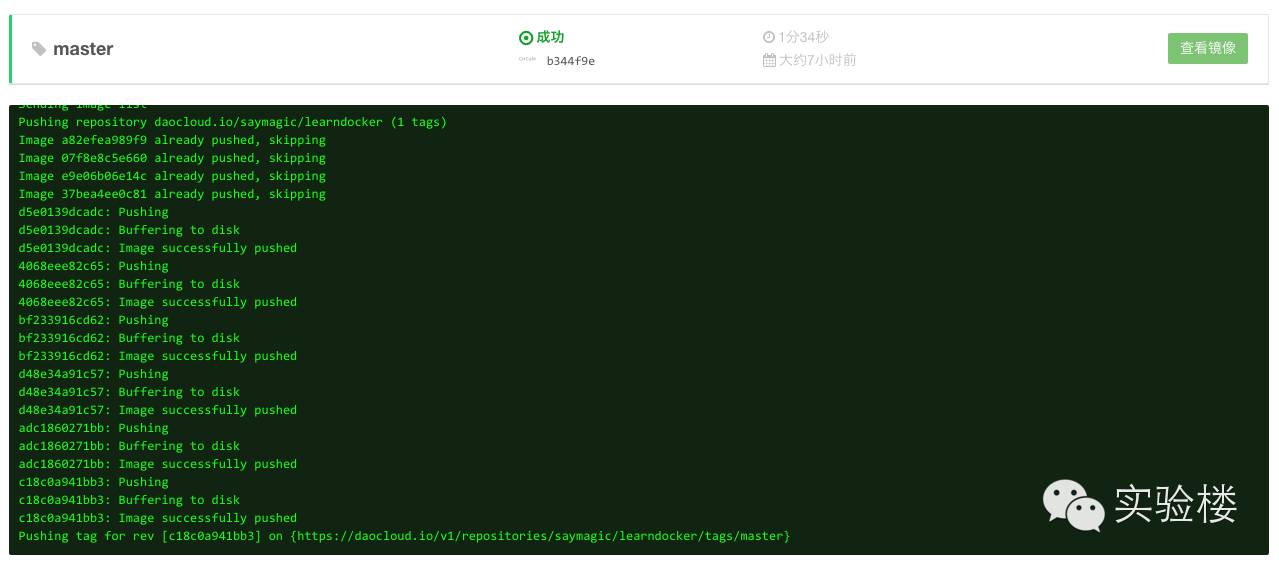 master
成功
b344f9e
1分34秒
大约7小时前
查看镜像
Sending image list
Pushing repository daocloud.io/saymagic/learndocker (1 tags)
Image a82efea989f9 already pushed, skipping
Image 07f8e8c5e660 already pushed, skipping
Image e9e06b06e14c already pushed, skipping
Image 37bea4ee0c81 already pushed, skipping
d5e0139dcadc: Pushing
d5e0139dcadc: Buffering to disk
d5e0139dcadc: Image successfully pushed
4068eee82c65: Pushing
4068eee82c65: Buffering to disk
4068eee82c65: Image successfully pushed
bf233916cd62: Pushing
bf233916cd62: Buffering to disk
bf233916cd62: Image successfully pushed
d48e34a91c57: Pushing
d48e34a91c57: Buffering to disk
d48e34a91c57: Image successfully pushed
adc1860271bb: Pushing
adc1860271bb: Buffering to disk
adc1860271bb: Image successfully pushed
c18c0a941bb3: Pushing
c18c0a941bb3: Buffering to disk
c18c0a941bb3: Image successfully pushed
Pushing tag for rev [c18c0a941bb3] on {https://daocloud.io/v1/repositories/saymagic/learndocker/tags/master}
实验楼